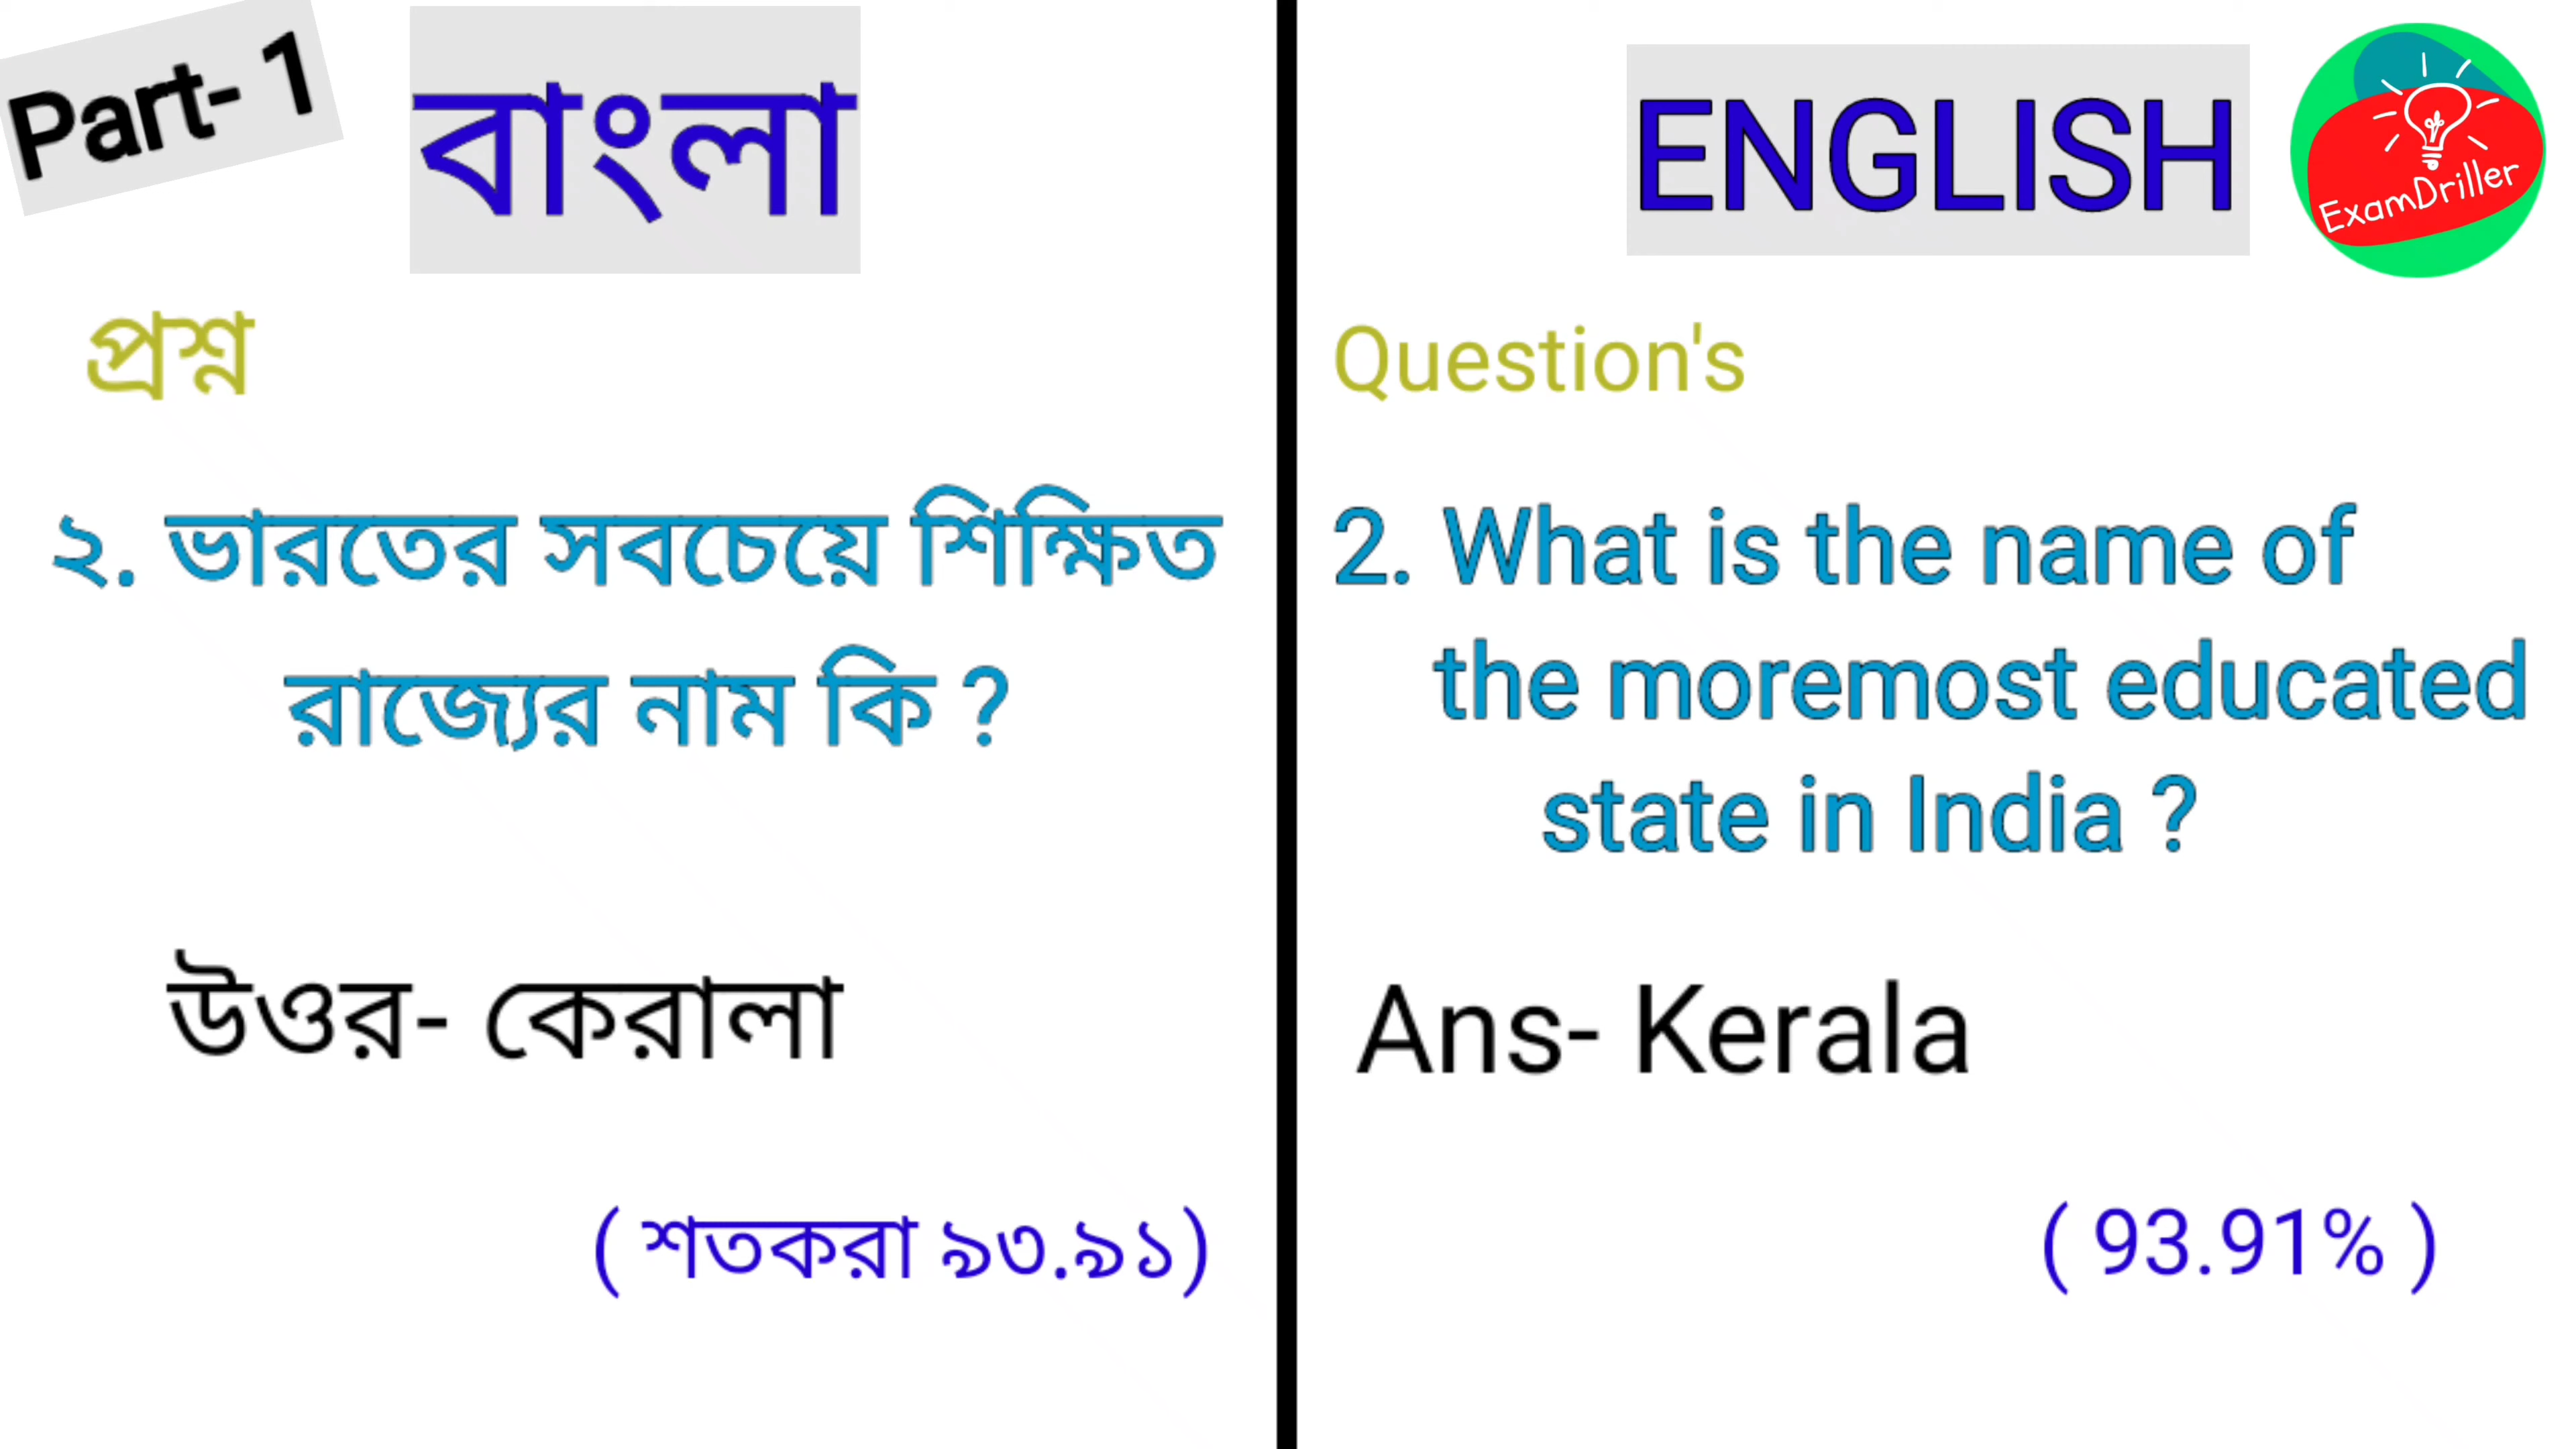 Part- 1
বাংলা
প্রশ্ন
২. ভারতের সবচেয়ে শিক্ষিত
রাজ্যের নাম কি ?
উওর- কেরালা
( শতকরা ৯৩.৯১)
ENGLISH
ExamDriller
Question's
2. What is the name of
the moremost educated
state in India ?
Ans- Kerala
( 93.91% )